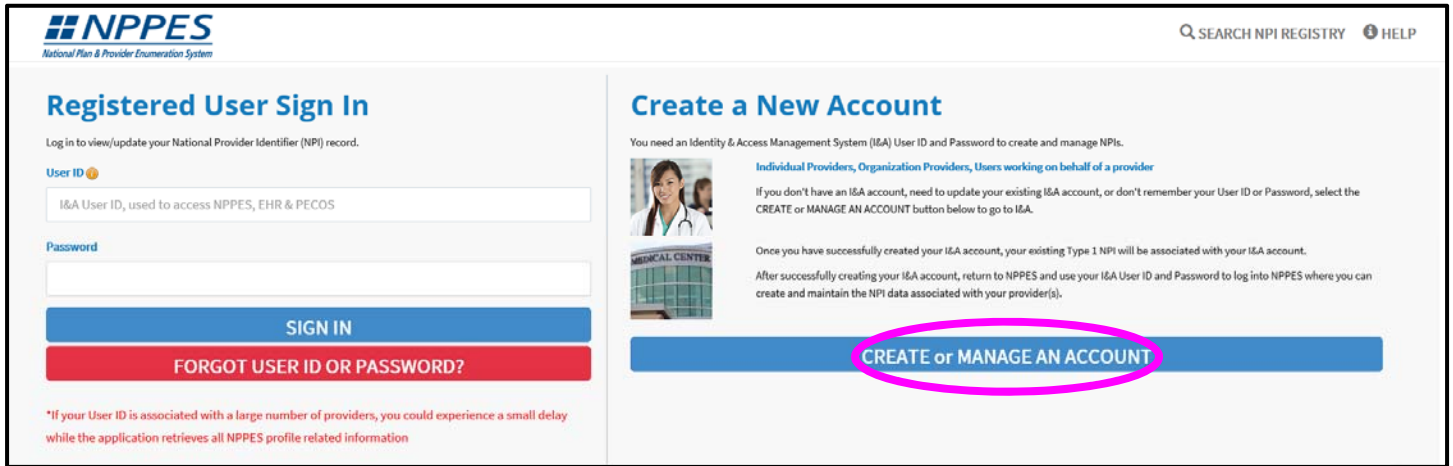 NPPES
National Plan & Provider Enumeration System
SEARCH NPI REGISTRY HELP
Registered User Sign In
Log in to view/update your National Provider Identifier (NPI) record.
User ID
I&A User ID, used to access NPPES, EHR & PECOS
Password
SIGN IN
FORGOT USER ID OR PASSWORD?
*If your User ID is associated with a large number of providers, you could experience a small delay
while the application retrieves all NPPES profile related information
Create a New Account
You need an Identity & Access Management System (I&A) User ID and Password to create and manage NPIs.
Individual Providers, Organization Providers, Users working on behalf of a provider
If you don't have an I&A account, need to update your existing I&A account, or don't remember your User ID or Password, select the
CREATE or MANAGE AN ACCOUNT button below to go to I&A.
MEDICAL CENTER
Once you have successfully created your I&A account, your existing Type 1 NPI will be associated with your I&A account.
After successfully creating your I&A account, return to NPPES and use your I&A User ID and Password to log into NPPES where you can
create and maintain the NPI data associated with your provider(s).
CREATE or MANAGE AN ACCOUNT